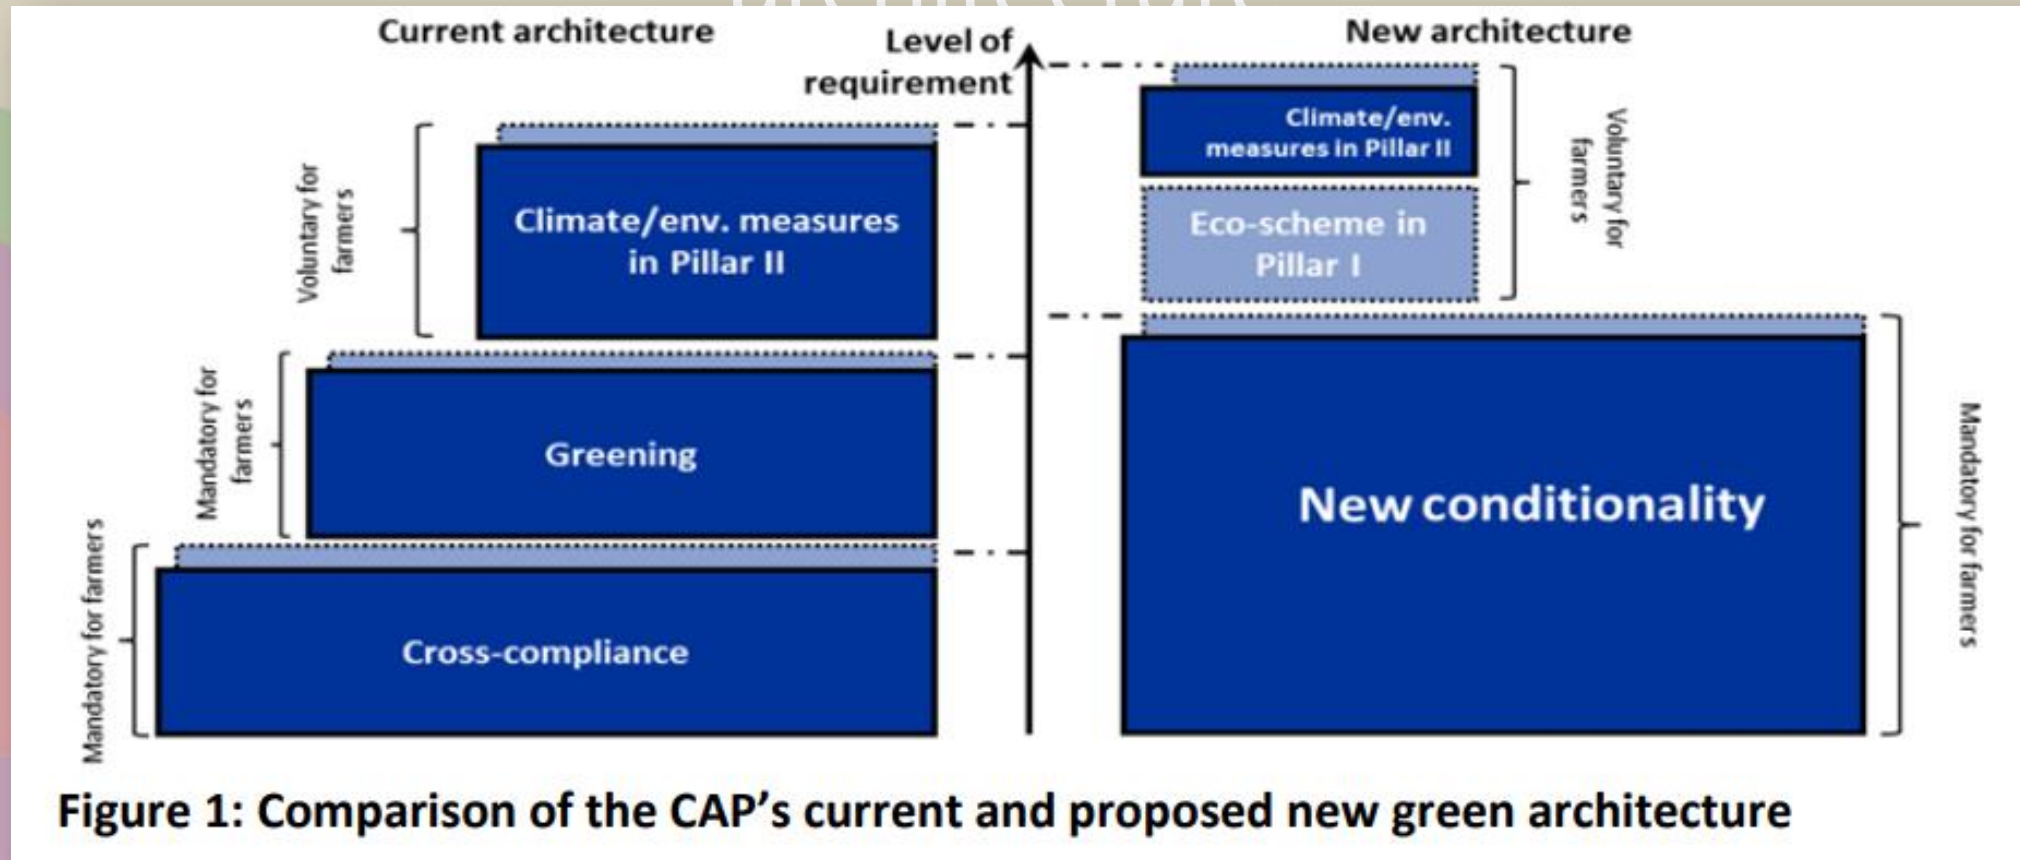 Current architecture
Level of
requirement
New architecture
Voluntary for
farmers
Climate/env. measures
in Pillar II
Mandatory for
farmers
Greening
Mandatory for farmers
Cross-compliance
Climate/env.
measures in Pillar II
Eco-scheme in
Pillar I
Voluntary for
farmers
New conditionality
Mandatory for farmers
Figure 1: Comparison of the CAP's current and proposed new green architecture